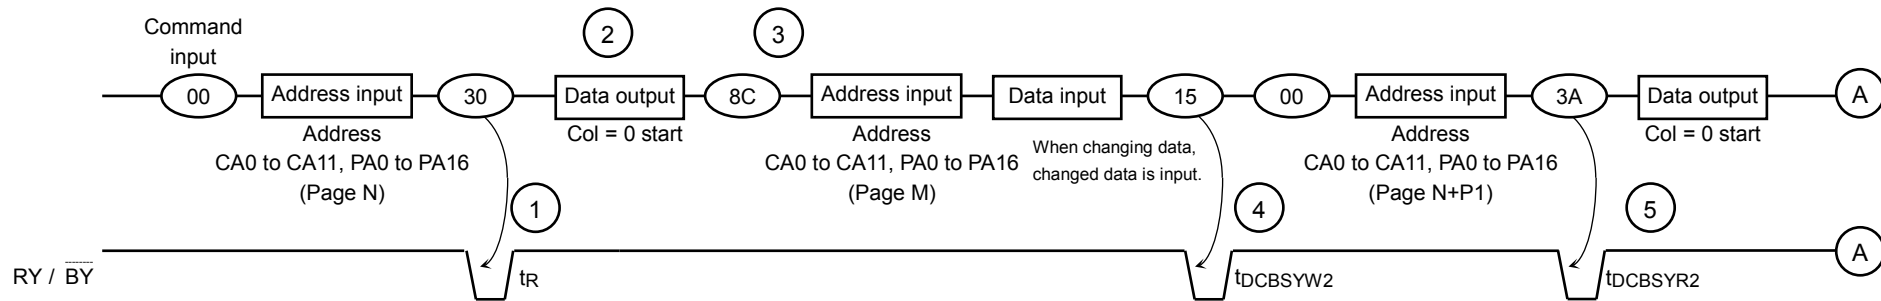 Command
input
2
3
00
Address input
30
Data output
8C
Address input
Data input
15
00
Address input
3A
Data output
A
Address
CA0 to CA11, PA0 to PA16
(Page N)
Col = 0 start
Address
CA0 to CA11, PA0 to PA16
(Page M)
When changing data,
changed data is input.
Address
CA0 to CA11, PA0 to PA16
(Page N+P1)
Col = 0 start
1
4
5
RY / BY
tR
tDCBSYW2
tDCBSYR2
A